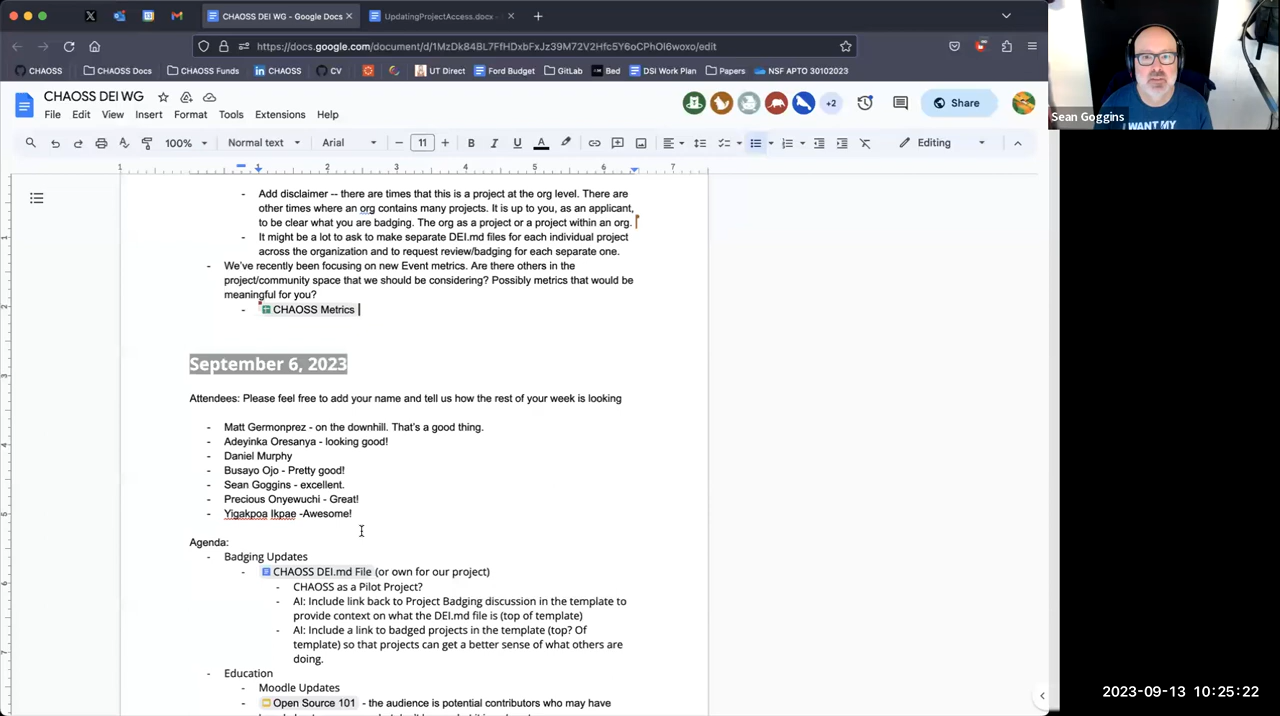 CHAOSS DEI WG - Google Docs
UpdatingProjectAccess.docx
https://docs.google.com/document/d/1MzDk84BL7FfHDxbFxJz39M72V2Hfc5Y6oCPhOl6woxo/edit
CHAOSS
CHAOSS Docs
CHAOSS Funds
CHAOSS
CV
UT Direct
Ford Budget
GitLab
Bed
DSI Work Plan
Papers
NSF APTO 30102023
CHAOSS DEI WG
File Edit View Insert Format Tools Extensions Help
+2
Share
100%
Normal text
Arial
11
Editing
1 1 2 3 4 5 6 7
- Add disclaimer -- there are times that this is a project at the org level. There are
other times where an org contains many projects. It is up to you, as an applicant,
to be clear what you are badging. The org as a project or a project within an org.
- It might be a lot to ask to make separate DEI.md files for each individual project
across the organization and to request review/badging for each separate one.
- We've recently been focusing on new Event metrics. Are there others in the
project/community space that we should be considering? Possibly metrics that would be
meaningful for you?
- CHAOSS Metrics
September 6, 2023
Attendees: Please feel free to add your name and tell us how the rest of your week is looking
- Matt Germonprez - on the downhill. That's a good thing.
- Adeyinka Oresanya - looking good!
- Daniel Murphy
- Busayo Ojo - Pretty good!
- Sean Goggins - excellent.
- Precious Onyewuchi - Great!
- Yigakpoa Ikpae -Awesome!
Agenda:
- Badging Updates
- CHAOSS DEI.md File (or own for our project)
- CHAOSS as a Pilot Project?
- AI: Include link back to Project Badging discussion in the template to
provide context on what the DEI.md file is (top of template)
- AI: Include a link to badged projects in the template (top? Of
template) so that projects can get a better sense of what others are
doing.
- Education
- Moodle Updates
- Open Source 101 - the audience is potential contributors who may have
Sean Goggins
I WANT MY
2023-09-13 10:25:22